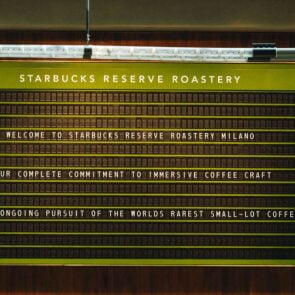 STARBUCKS RESERVE ROASTERY
WELCOME TO STARBUCKS RESERVE ROASTERY MILANO
UR COMPLETE COMMITMENT TO IMMERSIVE COFFEE CRAFT
ONGOING PURSUIT OF THE WORLDS RAREST SMALL-LOT COFFE